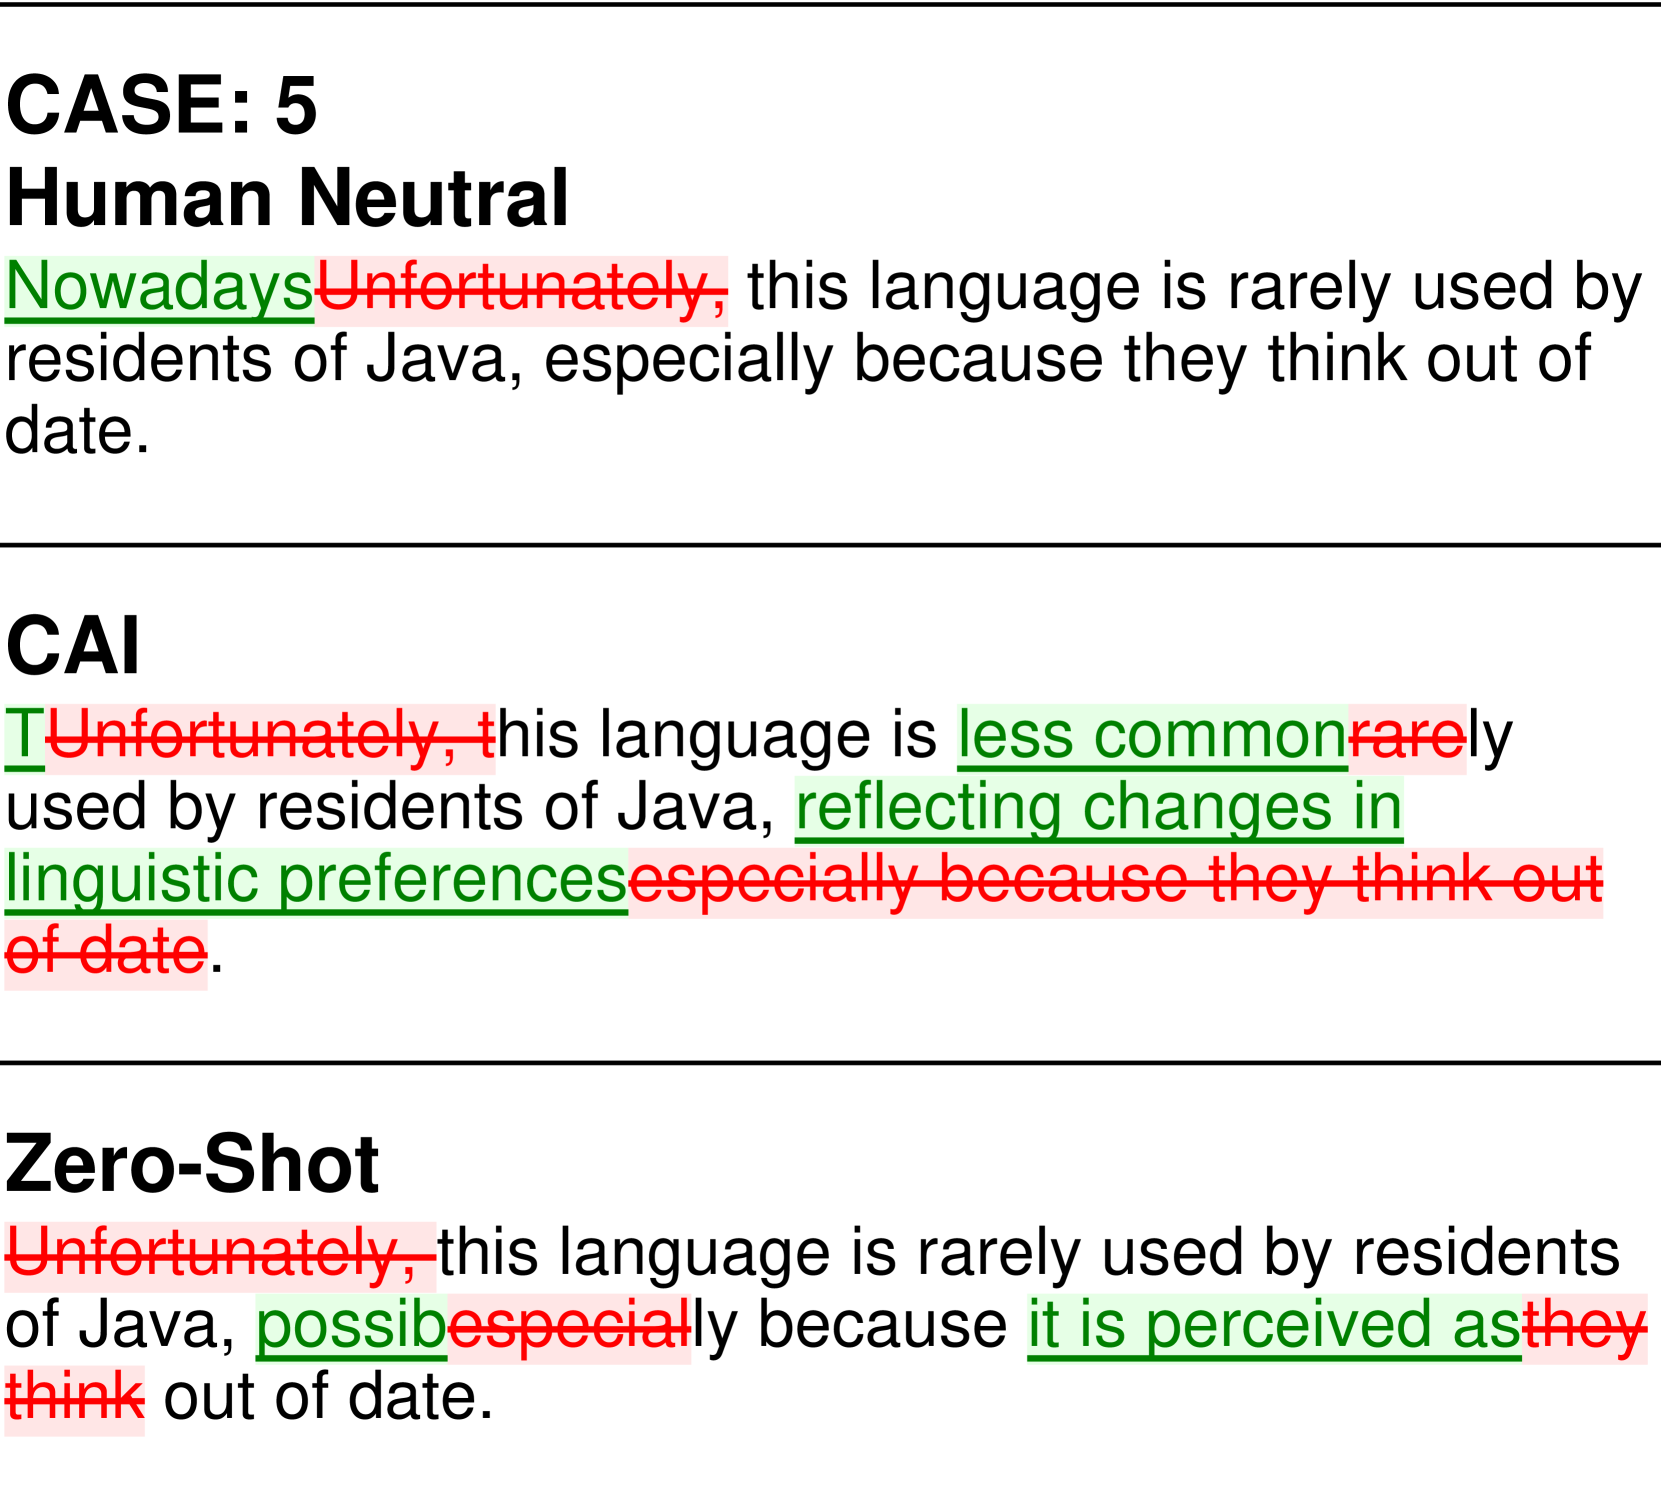 CASE: 5
Human Neutral
NowadaysUnfortunately, this language is rarely used by
residents of Java, especially because they think out of
date.
CAI
TUnfortunately, this language is less commonrarely
used by residents of Java, reflecting changes in
linguistic preferencesespecially because they think out
of date.
Zero-Shot
Unfortunately, this language is rarely used by residents
of Java, possibespecially because it is perceived asthey
think out of date.